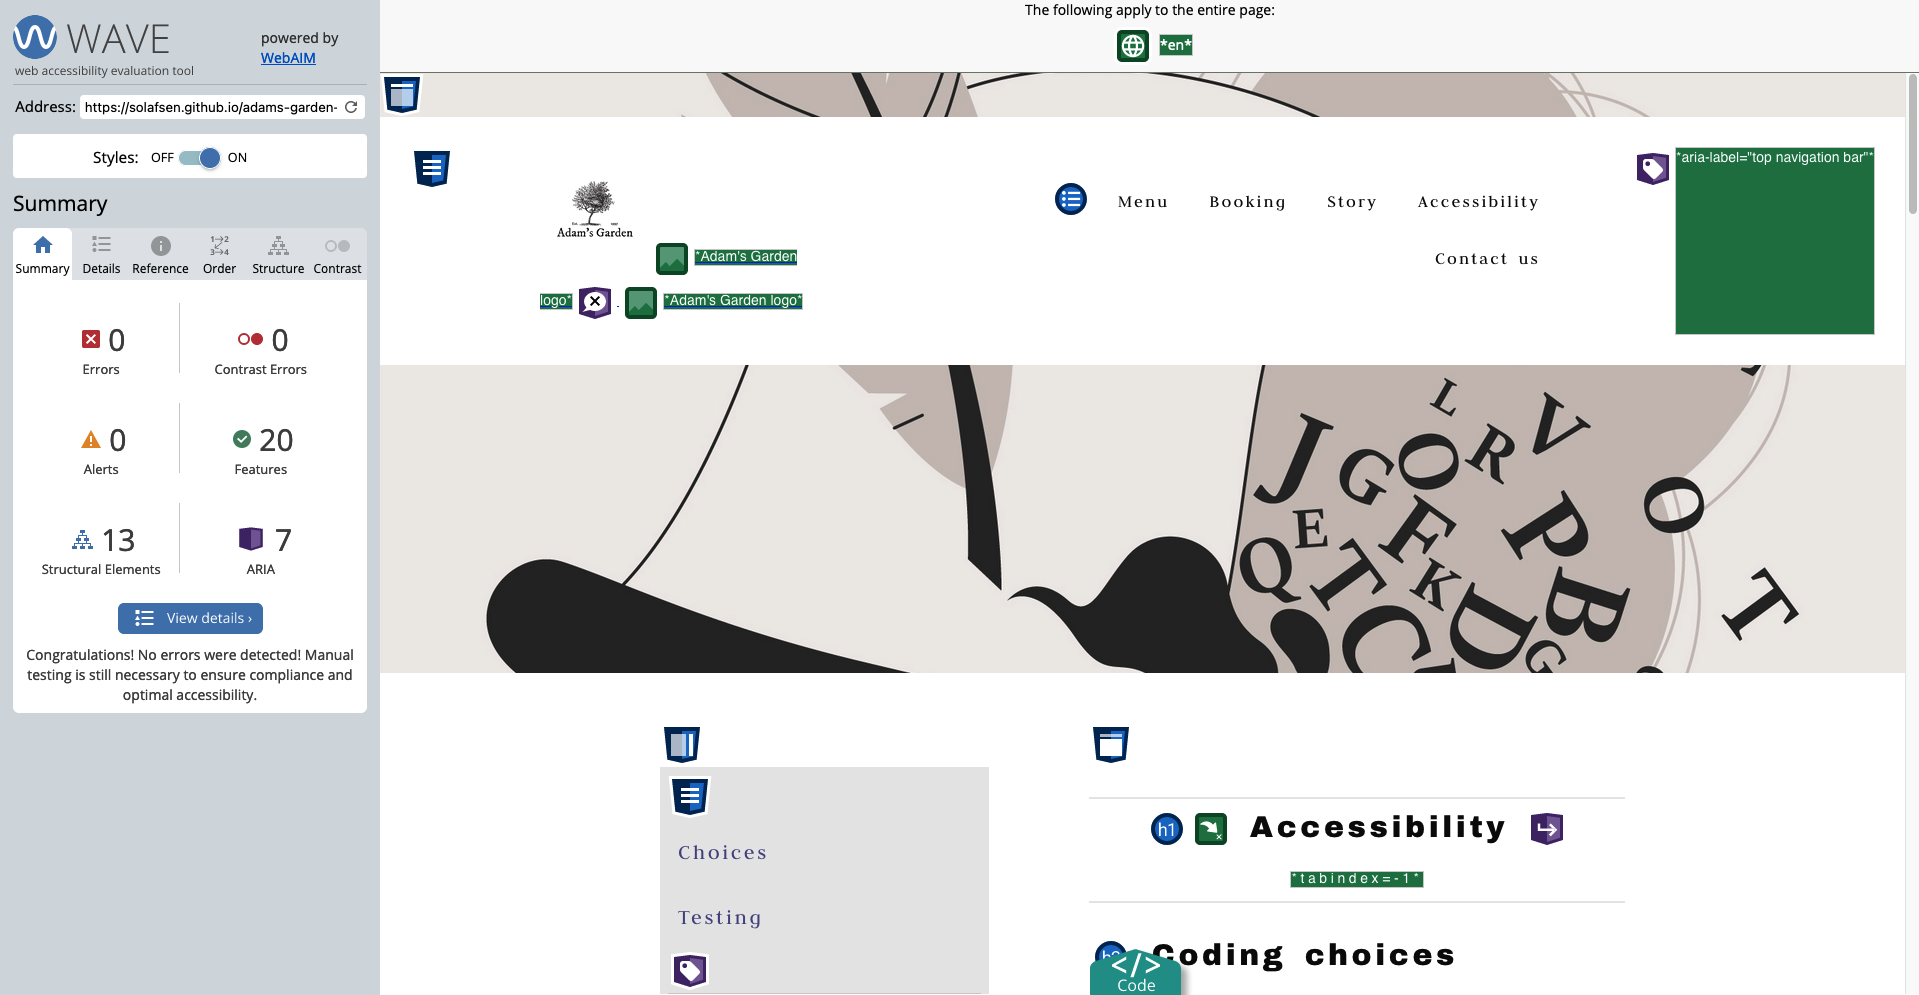 WAVE
web accessibility evaluation tool
powered by
WebAIM
Address: https://solafsen.github.io/adams-garden-
Styles: OFF ON
Summary
Summary Details Reference Order Structure Contrast
0 Errors
0 Contrast Errors
0 Alerts
20 Features
13 Structural Elements
7 ARIA
View details ›
Congratulations! No errors were detected! Manual
testing is still necessary to ensure compliance and
optimal accessibility.
The following apply to the entire page:
*en*
Adam's Garden
*Adam's Garden
logo* . *Adam's Garden logo*
Menu Booking Story Accessibility
Contact us
*aria-label="top navigation bar"*
L
V
J G O R
E F P O
Q T K D B T
C G
Choices
Testing
h1 Accessibility
*tabindex=-1*
Coding choices
</>
Code